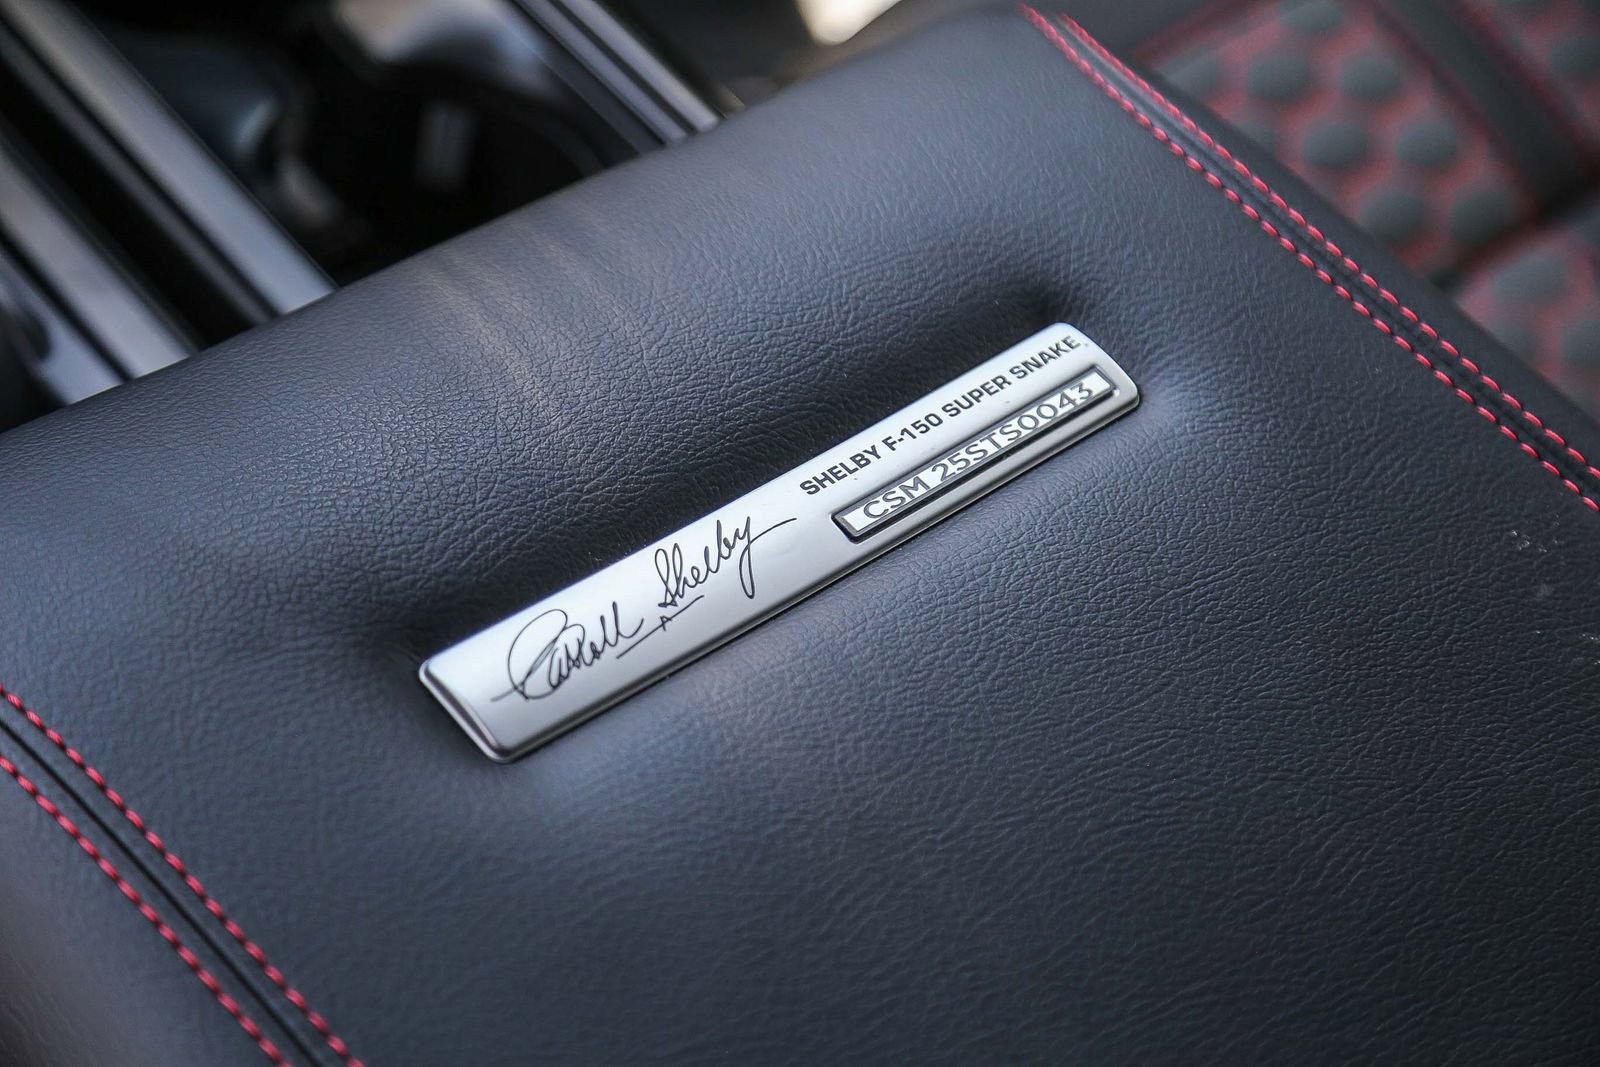 Carroll Shelby
SHELBY F-150 SUPER SNAKE
CSM 25STS0043